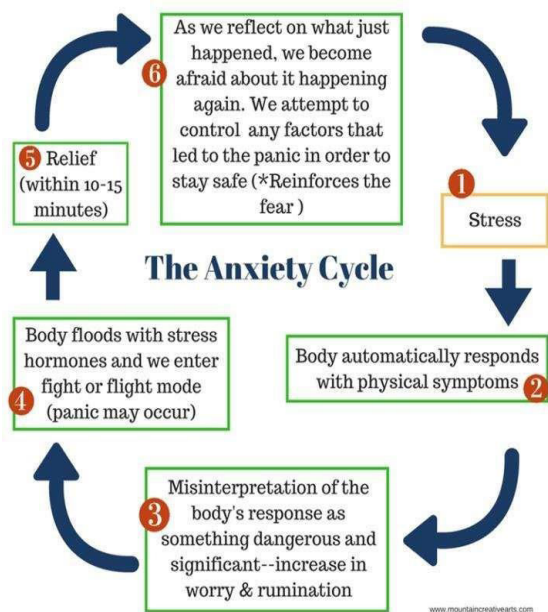 The Anxiety Cycle
1
Stress
Body automatically responds
with physical symptoms
2
Misinterpretation of the
body's response as
3
something dangerous and
significant--increase in
worry & rumination
Body floods with stress
hormones and we enter
fight or flight mode
4
(panic may occur)
5 Relief
(within 10-15
minutes)
As we reflect on what just
happened, we become
6
afraid about it happening
again. We attempt to
control any factors that
led to the panic in order to
stay safe (*Reinforces the
fear )
www.mountaincreativearts.com